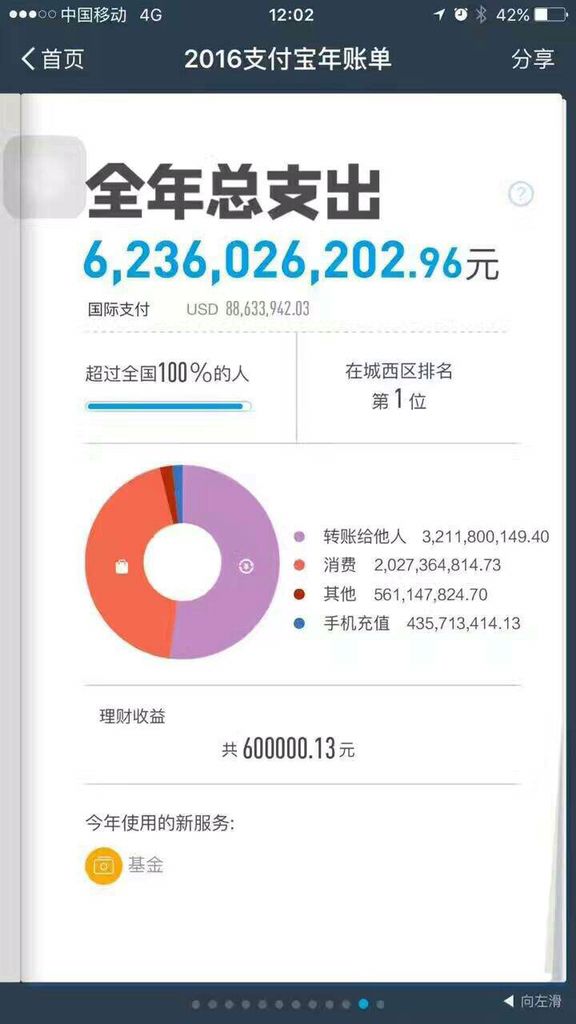 中国移动 4G 12:02 42%
首页 2016支付宝年账单 分享
全年总支出
?
6,236,026,202.96元
国际支付 USD 88,633,942.03
超过全国100%的人
在城西区排名
第1位
转账给他人 3,211,800,149.40
消费 2,027,364,814.73
其他 561,147,824.70
手机充值 435,713,414.13
理财收益
共 600000.13 元
今年使用的新服务:
基金
向左滑